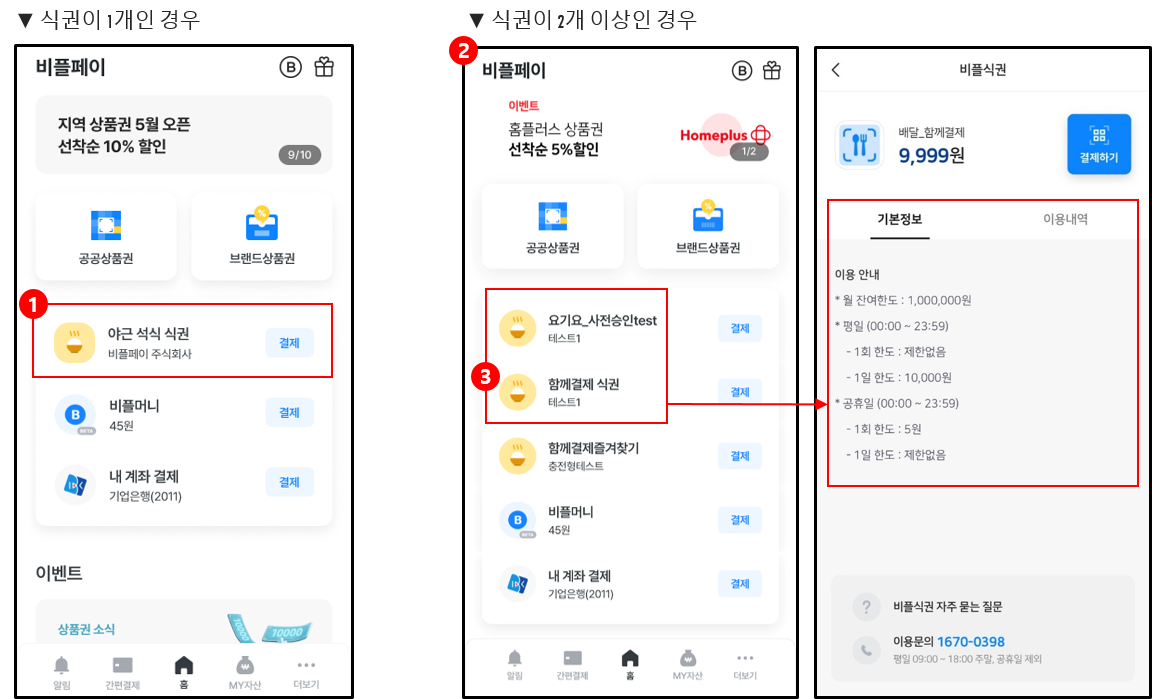 ▼ 식권이 1개인 경우
비플페이
B
지역 상품권 5월 오픈
선착순 10% 할인
9/10
공공상품권
브랜드상품권
1
야근 석식 식권
비플페이 주식회사
결제
B
BETA
비플머니
45원
결제
내 계좌 결제
기업은행(2011)
결제
이벤트
상품권 소식
10000
10000
알림
간편결제
홈
MY자산
더보기
▼ 식권이 2개 이상인 경우
2
비플페이
B
이벤트
홈플러스 상품권
선착순 5%할인
Homeplus
1/2
공공상품권
브랜드상품권
요기요_사전승인test
테스트1
결제
3
함께결제 식권
테스트1
결제
함께결제즐겨찾기
충전형테스트
결제
B
BETA
비플머니
45원
결제
내 계좌 결제
기업은행(2011)
결제
알림
간편결제
홈
MY자산
더보기
비플식권
배달_함께결제
9,999원
결제하기
기본정보
이용내역
이용 안내
* 월 잔여한도 : 1,000,000원
* 평일 (00:00 ~ 23:59)
- 1회 한도 : 제한없음
- 1일 한도 : 10,000원
* 공휴일 (00:00 ~ 23:59)
- 1회 한도 : 5원
- 1일 한도 : 제한없음
?
비플식권 자주 묻는 질문
이용문의 1670-0398
평일 09:00 ~ 18:00 주말, 공휴일 제외